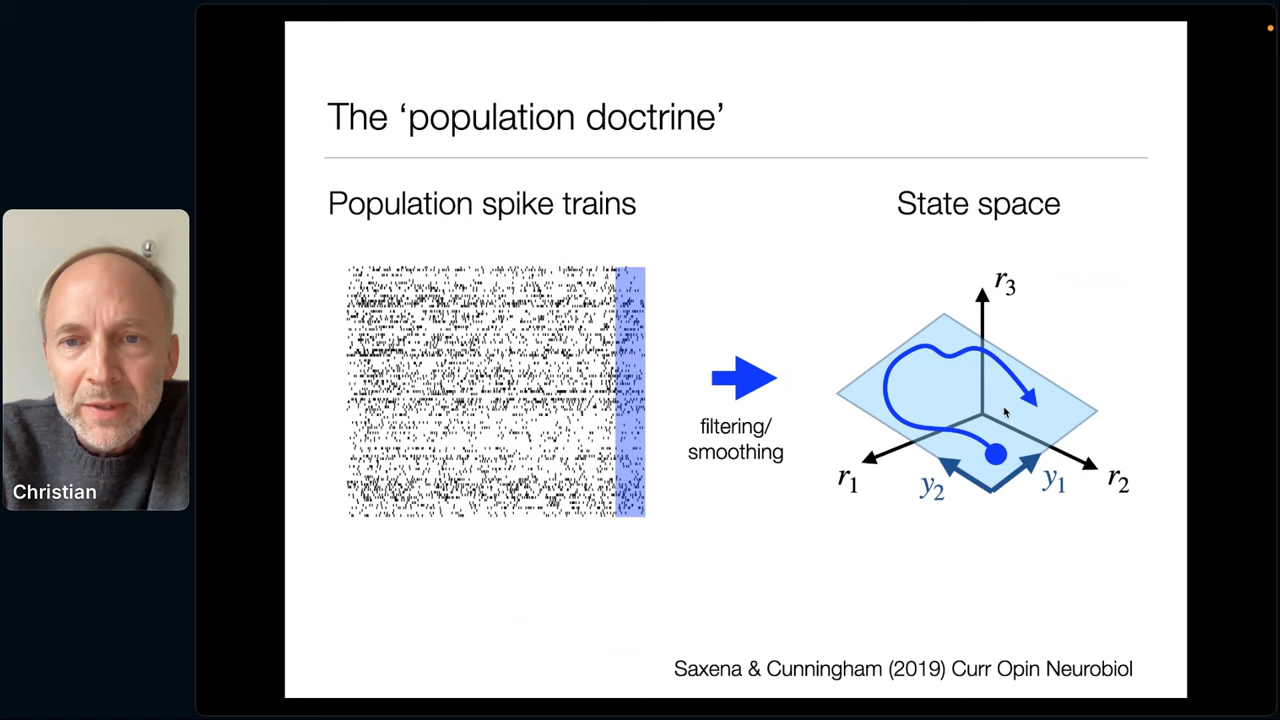 The ‘population doctrine’
Population spike trains
State space
r3
filtering/
smoothing
r1
y2
y1
r2
Christian
Saxena & Cunningham (2019) Curr Opin Neurobiol